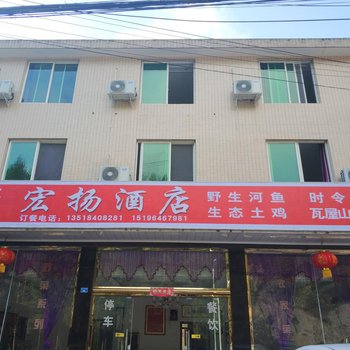 宏扬酒店
订餐电话：13518408281 15196467981
野生河鱼 时令
生态土鸡 瓦屋山
停车
餐饮